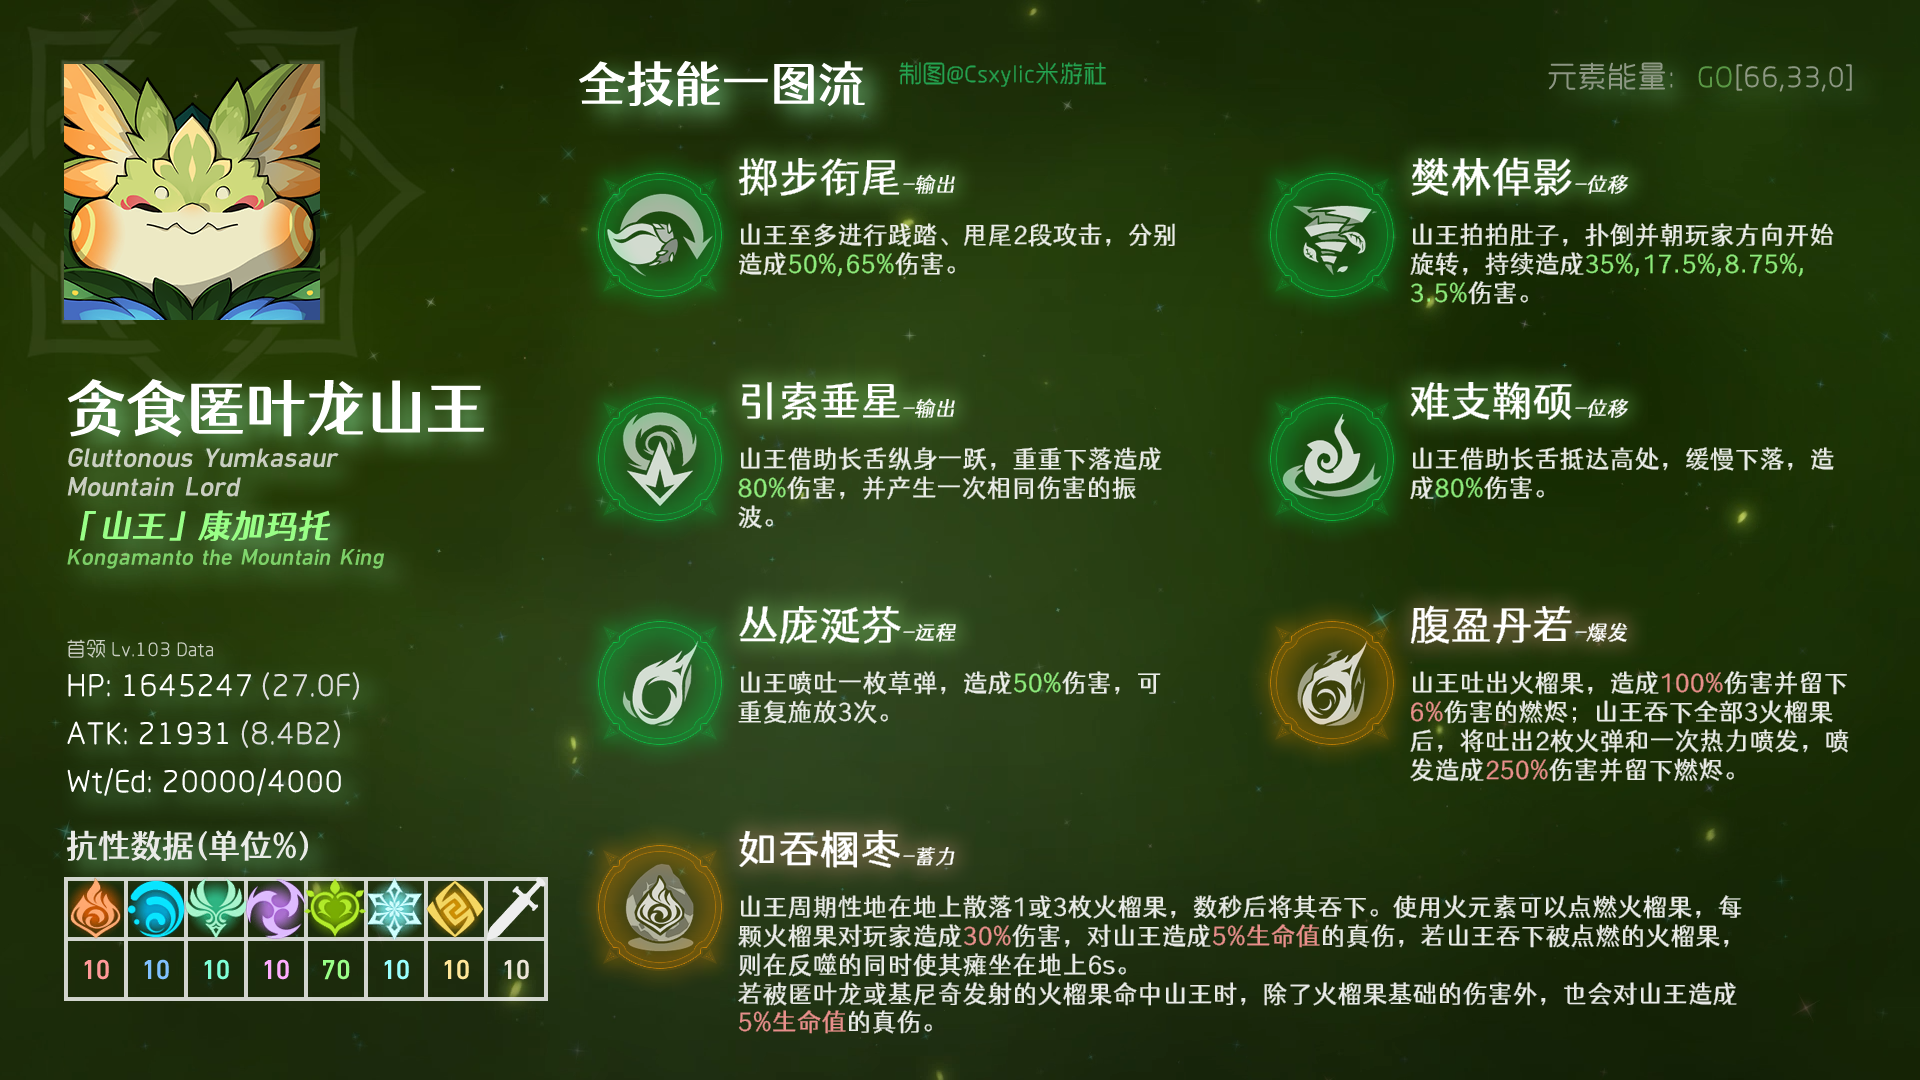 全技能一图流
制图@Csxylic米游社
元素能量: GO[66,33,0]
贪食匿叶龙山王
Gluttonous Yumkasaur
Mountain Lord
「山王」康加玛托
Kongamanto the Mountain King
首领 Lv.103 Data
HP: 1645247 (27.0F)
ATK: 21931 (8.4B2)
Wt/Ed: 20000/4000
抗性数据(单位%)
10 10 10 10 70 10 10 10
掷步衔尾-输出
山王至多进行践踏、甩尾2段攻击，分别
造成50%,65%伤害。
樊林倬影-位移
山王拍拍肚子，扑倒并朝玩家方向开始
旋转，持续造成35%,17.5%,8.75%,
3.5%伤害。
引索垂星-输出
山王借助长舌纵身一跃，重重下落造成
80%伤害，并产生一次相同伤害的振
波。
难支鞠硕-位移
山王借助长舌抵达高处，缓慢下落，造
成80%伤害。
丛庞涎芬-远程
山王喷吐一枚草弹，造成50%伤害，可
重复施放3次。
腹盈丹若-爆发
山王吐出火榴果，造成100%伤害并留下
6%伤害的燃烬；山王吞下全部3火榴果
后，将吐出2枚火弹和一次热力喷发，喷
发造成250%伤害并留下燃烬。
如吞棝枣-蓄力
山王周期性地在地上散落1或3枚火榴果，数秒后将其吞下。使用火元素可以点燃火榴果，每
颗火榴果对玩家造成30%伤害，对山王造成5%生命值的真伤，若山王吞下被点燃的火榴果，
则在反噬的同时使其瘫坐在地上6s。
若被匿叶龙或基尼奇发射的火榴果命中山王时，除了火榴果基础的伤害外，也会对山王造成
5%生命值的真伤。